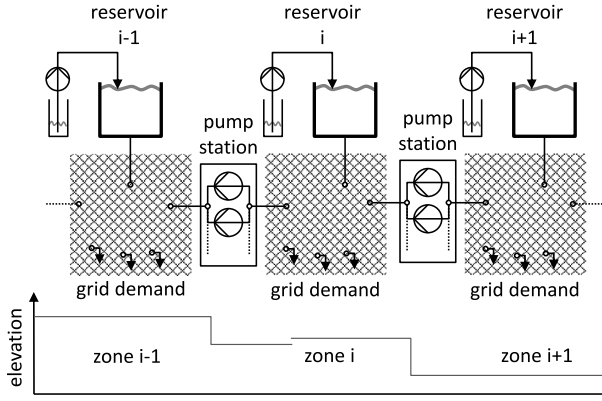 reservoir
i-1
reservoir
i
reservoir
i+1
pump
station
pump
station
grid demand
grid demand
grid demand
elevation
zone i-1
zone i
zone i+1